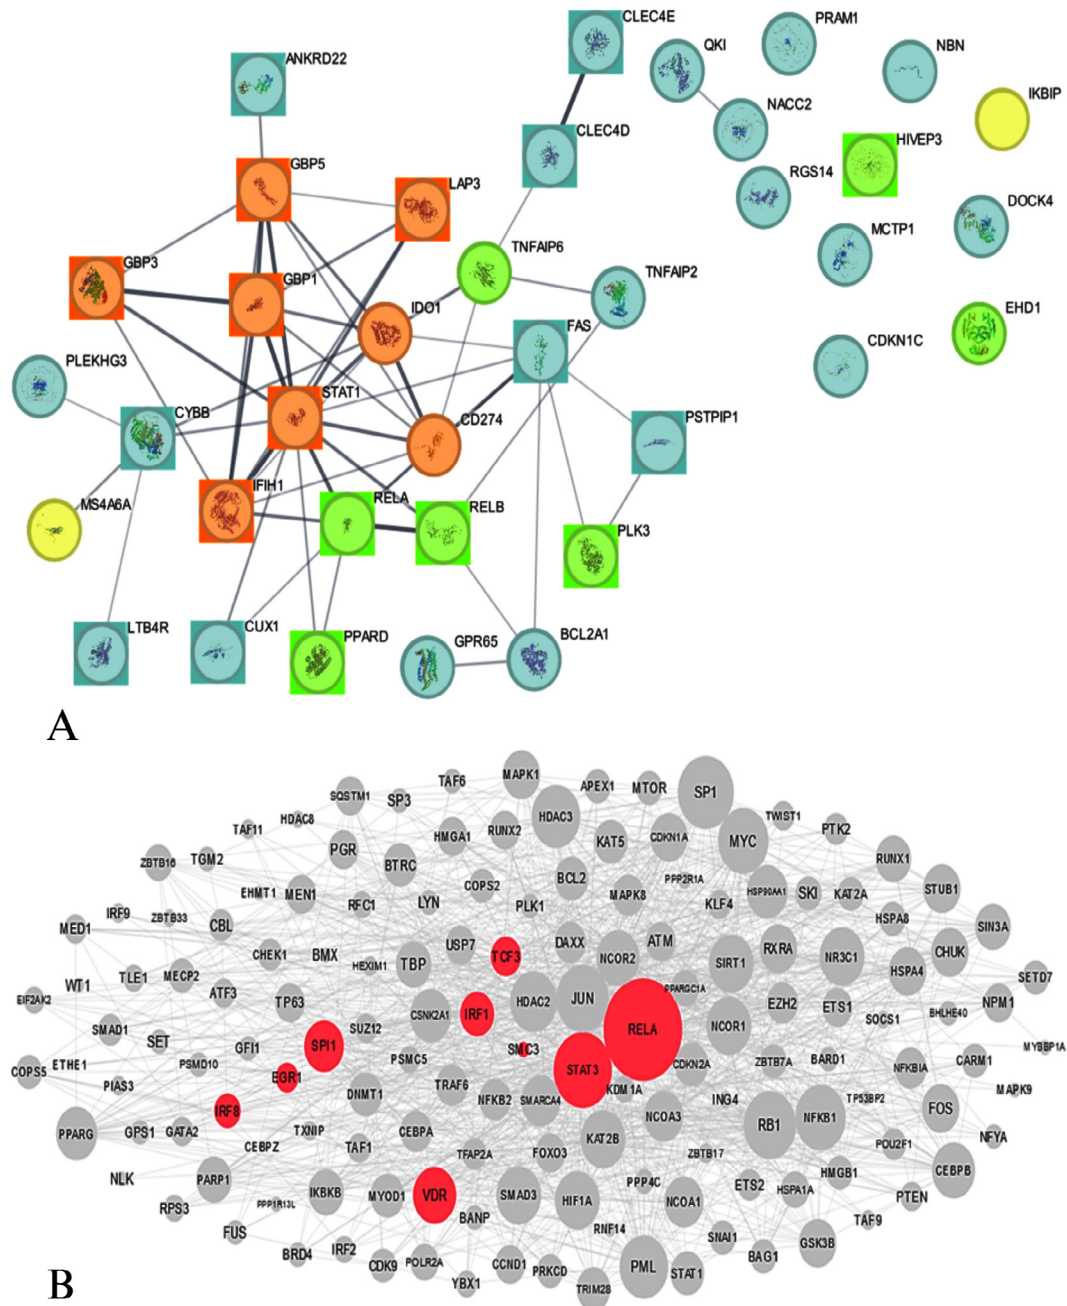 CLEC4E
PRAM1
QKI
NBN
ANKRD22
IKBIP
NACC2
CLEC4D
HIVEP3
GBP5
LAP3
RGS14
DOCK4
TNFAIP6
MCTP1
GBP3
GBP1
TNFAIP2
IDO1
EHD1
FAS
CDKN1C
PLEKHG3
STAT1
CYBB
CD274
PSTPIP1
IFIH1
MS4A6A
RELA
RELB
PLK3
LTB4R
CUX1
PPARD
GPR65
BCL2A1
A
MAPK1
TAF6
APEX1
MTOR
SP1
SQSTM1
SP3
TWIST1
HDAC8
HDAC3
TAF11
HMGA1
RUNX2
KAT5
CDKN1A
MYC
PTK2
PGR
ZBTB16
TGM2
BTRC
RUNX1
BCL2
PPP2R1A
EHMT1
MEN1
COPS2
MAPK8
HSP90AA1
SKI
KAT2A
STUB1
RFC1
LYN
PLK1
KLF4
IRF9
ZBTB33
CBL
HSPA8
SIN3A
MED1
USP7
DAXX
ATM
CHEK1
BMX
TCF3
NCOR2
RXRA
NR3C1
CHUK
HEXIM1
TBP
SIRT1
HSPA4
WT1
TLE1
MECP2
SETD7
PPARGC1A
ATF3
TP63
HDAC2
JUN
EIF2AK2
EZH2
ETS1
NPM1
CSNK2A1
IRF1
SOCS1
BHLHE40
SMAD1
SUZ12
RELA
NCOR1
SET
GFI1
SPI1
SMC3
MYBBP1A
PSMC5
ETHE1
PSMD10
CDKN2A
ZBTB7A
BARD1
NFKBIA
CARM1
COPS5
EGR1
STAT3
PIAS3
DNMT1
TRAF6
KDM1A
MAPK9
NFKB2
SMARCA4
ING4
TP53BP2
IRF8
NCOA3
FOS
PPARG
GPS1
GATA2
TXNIP
CEBPA
KAT2B
RB1
NFKB1
NFYA
CEBPZ
TAF1
TFAP2A
FOXO3
ZBTB17
POU2F1
NLK
PARP1
HMGB1
CEBPB
PPP4C
ETS2
HSPA1A
IKBKB
MYOD1
VDR
SMAD3
HIF1A
NCOA1
PTEN
RPS3
PPP1R13L
BANP
TAF9
FUS
RNF14
SNAI1
IRF2
BRD4
BAG1
GSK3B
CDK9
POLR2A
CCND1
PRKCD
PML
STAT1
YBX1
TRIM28
B